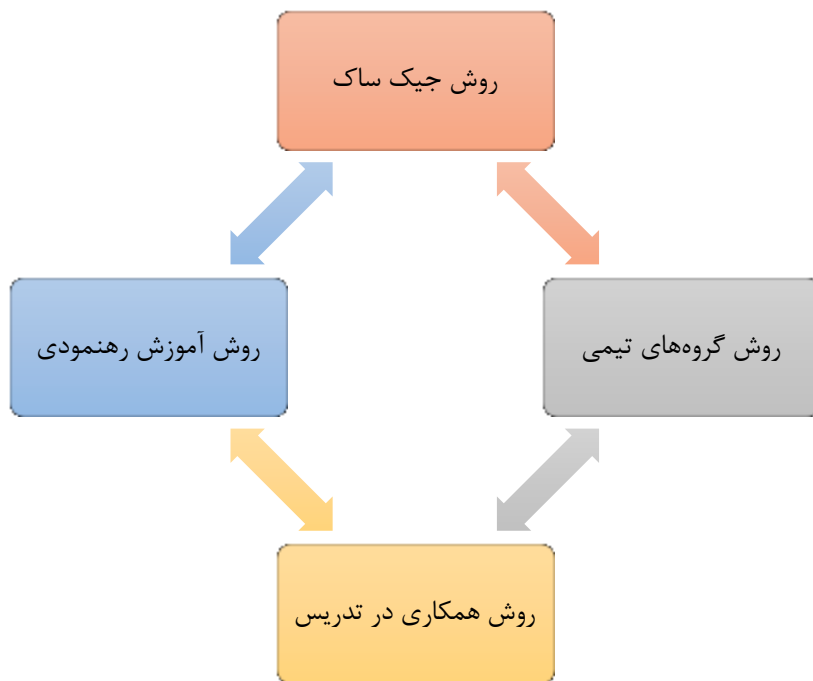 روش جیک ساک
روش آموزش رهنمودی
روش گروه‌های تیمی
روش همکاری در تدریس